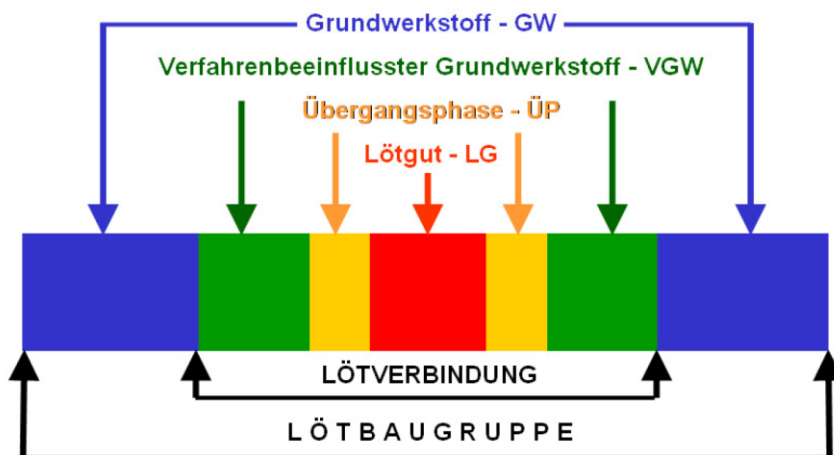 Grundwerkstoff - GW
Verfahrenbeeinflusster Grundwerkstoff - VGW
Übergangsphase - ÜP
Lötgut - LG
LÖTVERBINDUNG
LÖTBAUGRUPPE